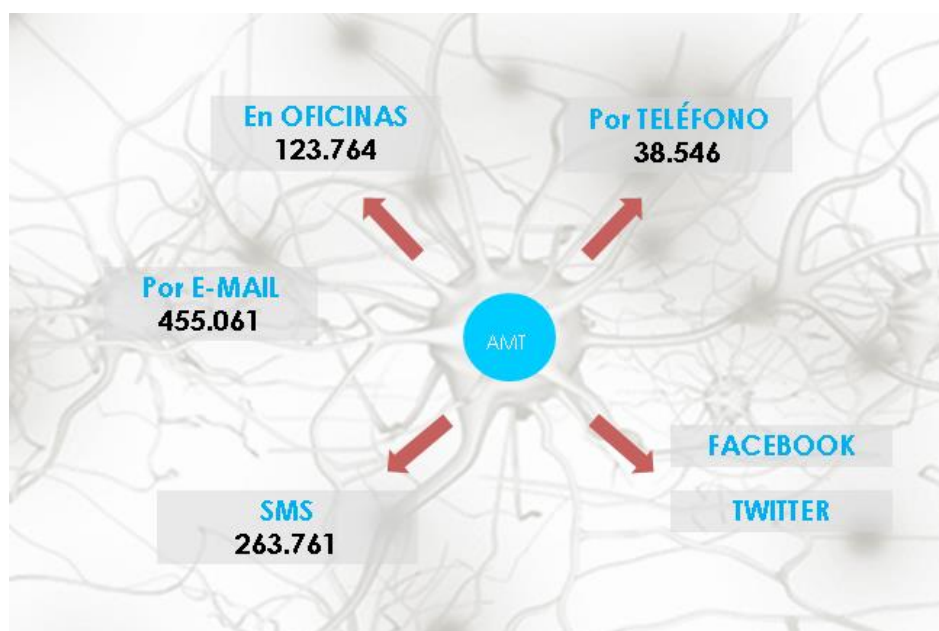 En OFICINAS
123.764
Por TELÉFONO
38.546
Por E-MAIL
455.061
AMT
FACEBOOK
TWITTER
SMS
263.761